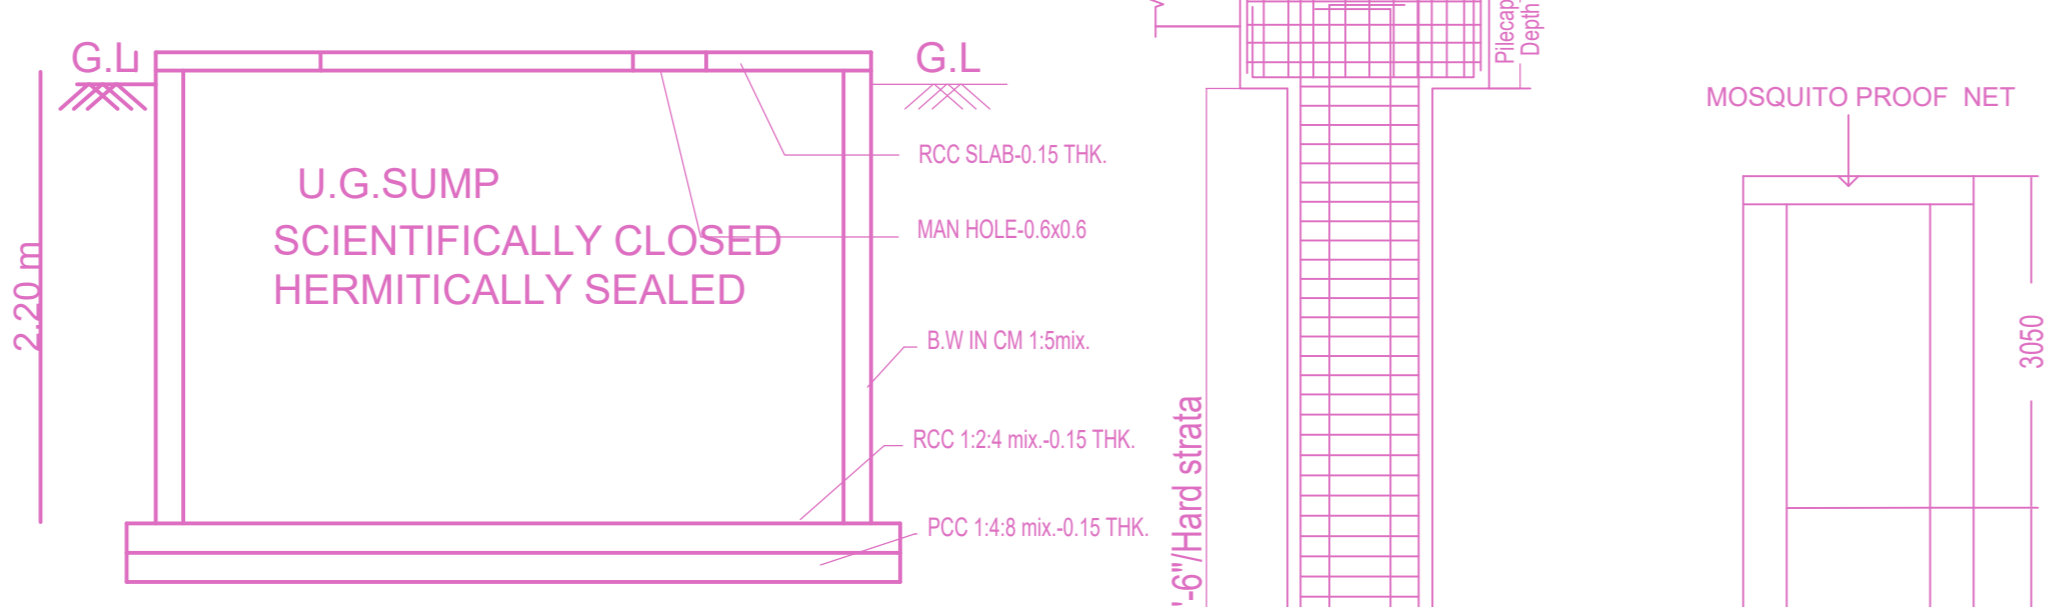 G.L
G.L
2.20 m
U.G.SUMP
SCIENTIFICALLY CLOSED
HERMITICALLY SEALED
RCC SLAB-0.15 THK.
MAN HOLE-0.6x0.6
B.W IN CM 1:5mix.
RCC 1:2:4 mix.-0.15 THK.
PCC 1:4:8 mix.-0.15 THK.
Pilecap
Depth
'-6"/Hard strata
MOSQUITO PROOF NET
3050